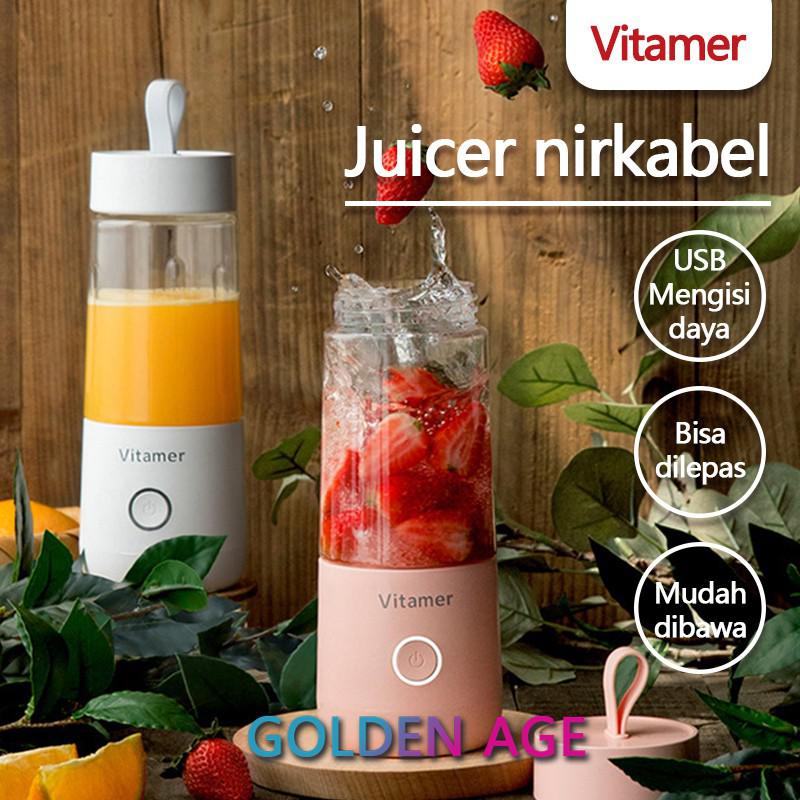 Vitamer
Juicer nirkabel
USB
Mengisi
daya
Bisa
dilepas
Mudah
dibawa
Vitamer
Vitamer
GOLDEN AGE